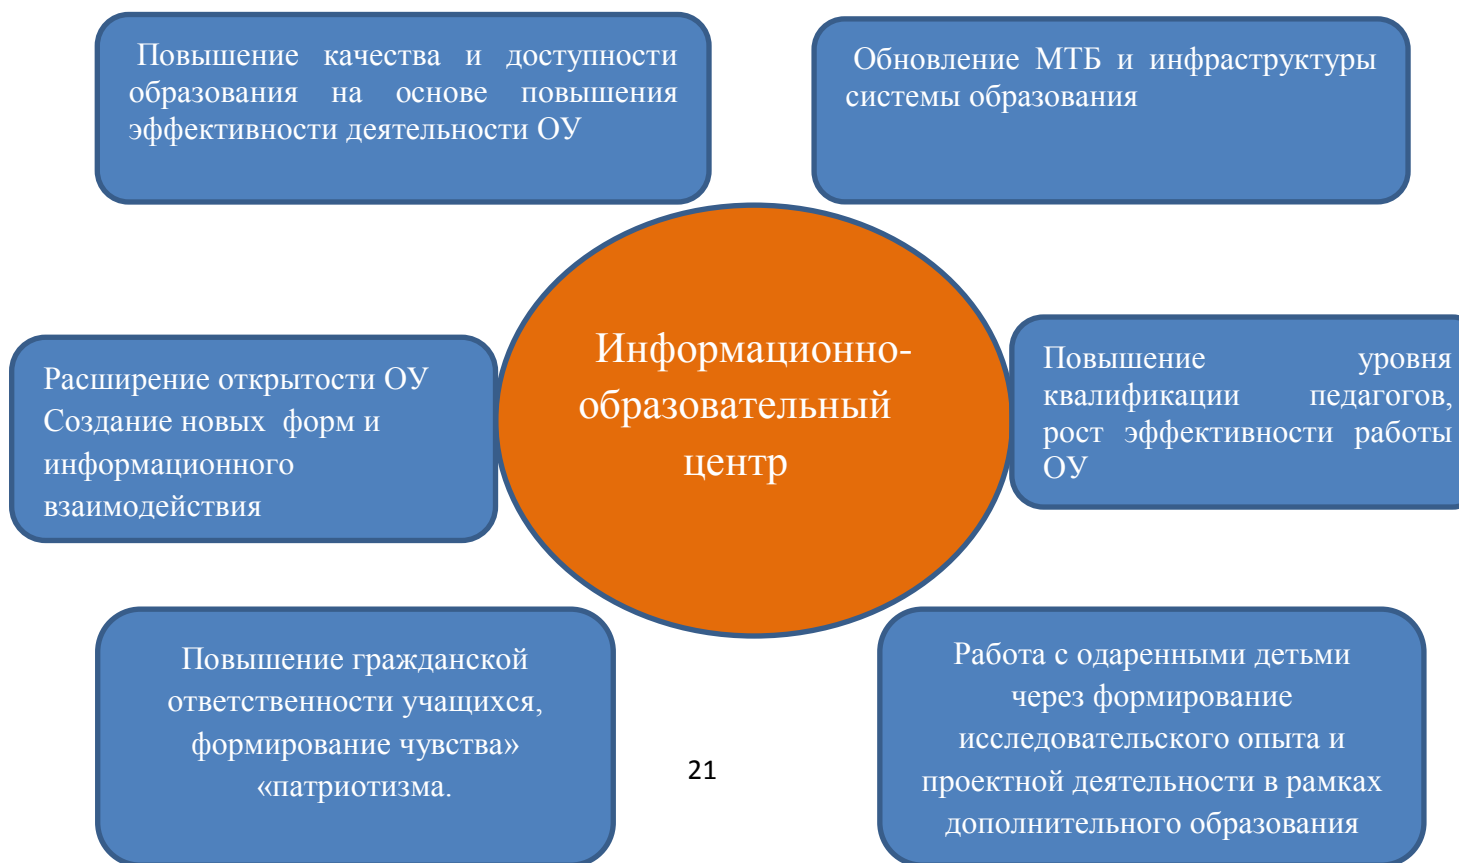 Повышение качества и доступности
образования на основе повышения
эффективности деятельности ОУ
Обновление МТБ и инфраструктуры
системы образования
Информационно-
образовательный
центр
Расширение открытости ОУ
Создание новых форм и
информационного
взаимодействия
Повышение уровня
квалификации педагогов,
рост эффективности работы
ОУ
Повышение гражданской
ответственности учащихся,
формирование чувства»
«патриотизма.
Работа с одаренными детьми
через формирование
исследовательского опыта и
проектной деятельности в рамках
дополнительного образования
21